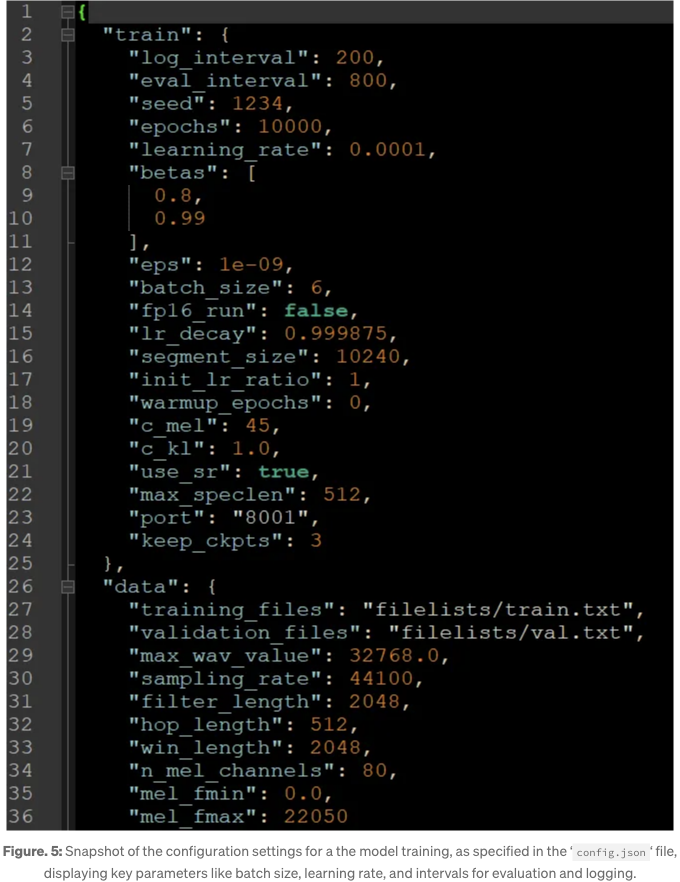 1 {
2 "train": {
3 "log_interval": 200,
4 "eval_interval": 800,
5 "seed": 1234,
6 "epochs": 10000,
7 "learning_rate": 0.0001,
8 "betas": [
9 0.8,
10 0.99
11 ],
12 "eps": 1e-09,
13 "batch_size": 6,
14 "fp16_run": false,
15 "lr_decay": 0.999875,
16 "segment_size": 10240,
17 "init_lr_ratio": 1,
18 "warmup_epochs": 0,
19 "c_mel": 45,
20 "c_kl": 1.0,
21 "use_sr": true,
22 "max_speclen": 512,
23 "port": "8001",
24 "keep_ckpts": 3
25 },
26 "data": {
27 "training_files": "filelists/train.txt",
28 "validation_files": "filelists/val.txt",
29 "max_wav_value": 32768.0,
30 "sampling_rate": 44100,
31 "filter_length": 2048,
32 "hop_length": 512,
33 "win_length": 2048,
34 "n_mel_channels": 80,
35 "mel_fmin": 0.0,
36 "mel_fmax": 22050
Figure. 5: Snapshot of the configuration settings for a the model training, as specified in the ‘ config.json ‘ file,
displaying key parameters like batch size, learning rate, and intervals for evaluation and logging.